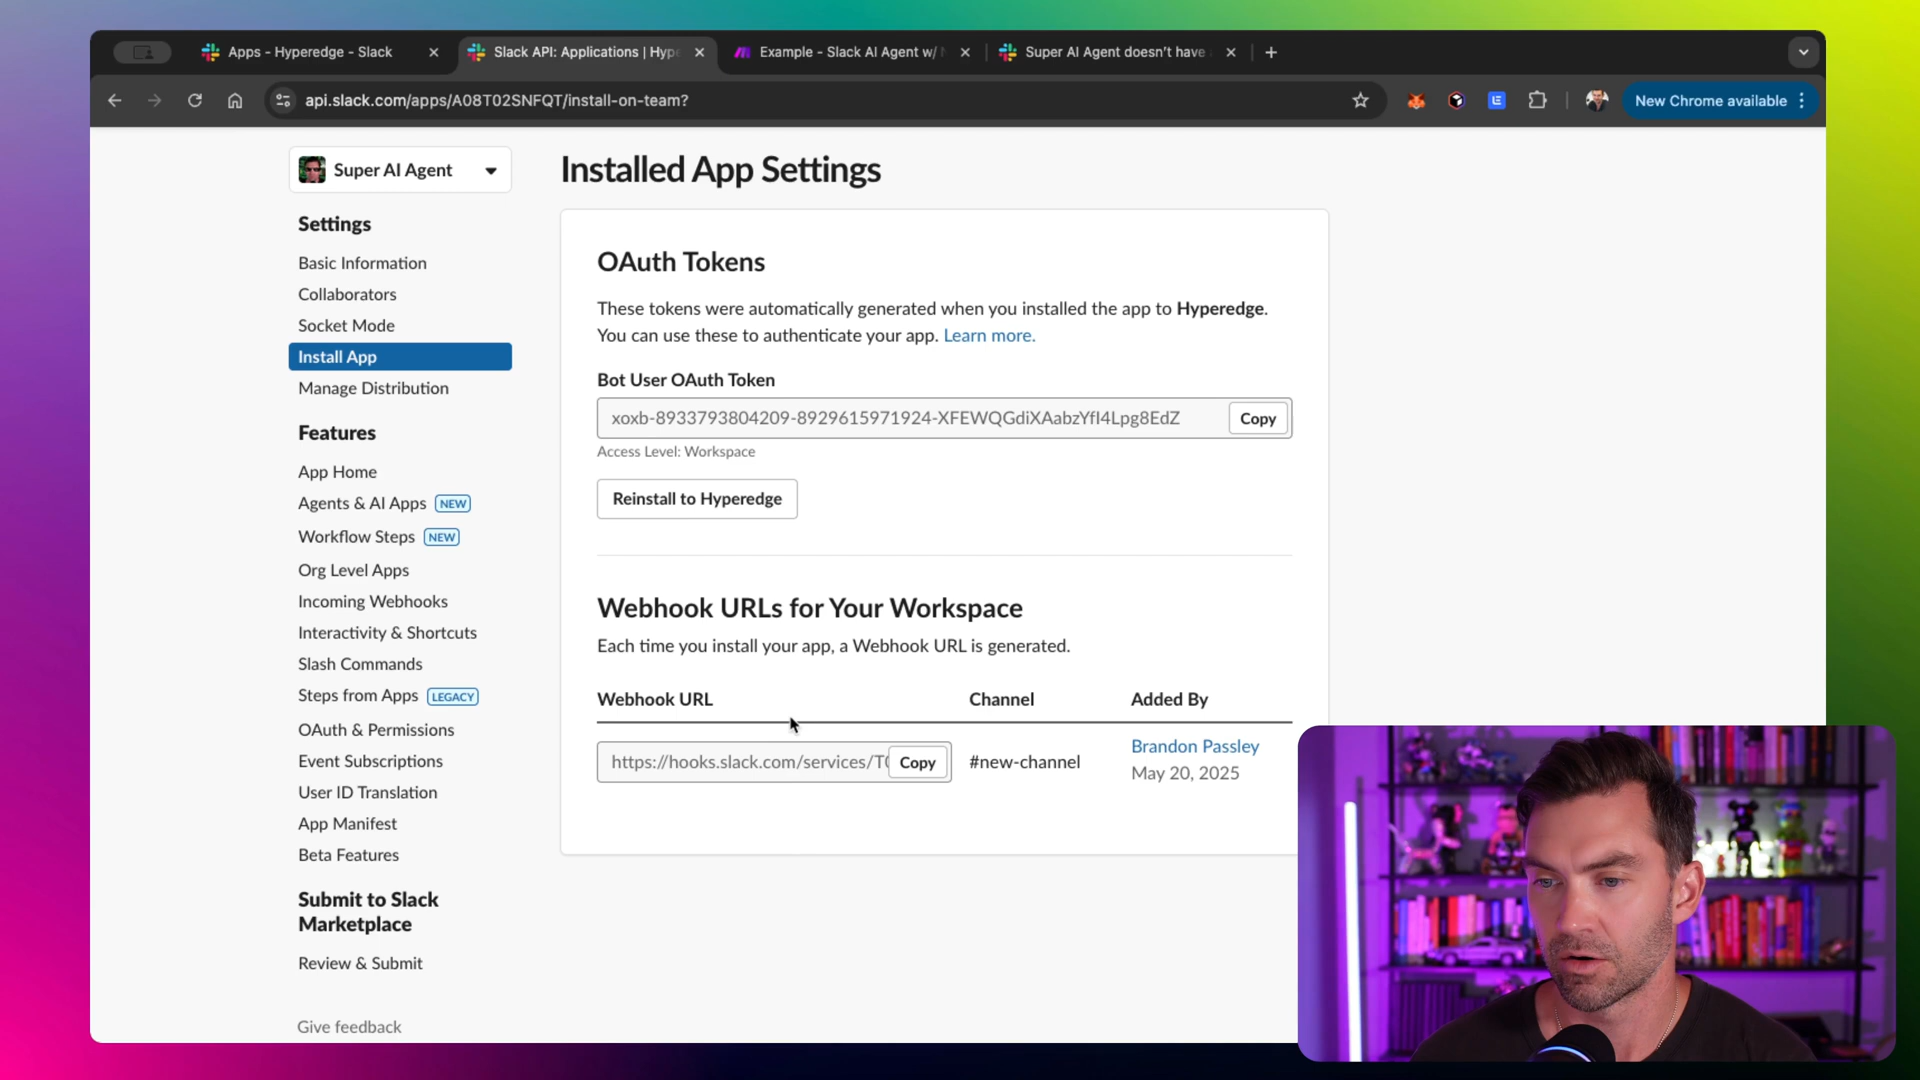 Apps - Hyperedge - Slack
Slack API: Applications | Hype
Example - Slack AI Agent w/
Super AI Agent doesn't have
api.slack.com/apps/A08T02SNFQT/install-on-team?
New Chrome available
Super AI Agent
Settings
Basic Information
Collaborators
Socket Mode
Install App
Manage Distribution
Features
App Home
Agents & AI Apps NEW
Workflow Steps NEW
Org Level Apps
Incoming Webhooks
Interactivity & Shortcuts
Slash Commands
Steps from Apps LEGACY
OAuth & Permissions
Event Subscriptions
User ID Translation
App Manifest
Beta Features
Submit to Slack
Marketplace
Review & Submit
Give feedback
Installed App Settings
OAuth Tokens
These tokens were automatically generated when you installed the app to Hyperedge.
You can use these to authenticate your app. Learn more.
Bot User OAuth Token
xoxb-8933793804209-8929615971924-XFEWQGdiXAabzYfI4Lpg8EdZ Copy
Access Level: Workspace
Reinstall to Hyperedge
Webhook URLs for Your Workspace
Each time you install your app, a Webhook URL is generated.
Webhook URL Channel Added By
https://hooks.slack.com/services/T0 Copy #new-channel Brandon Passley
May 20, 2025